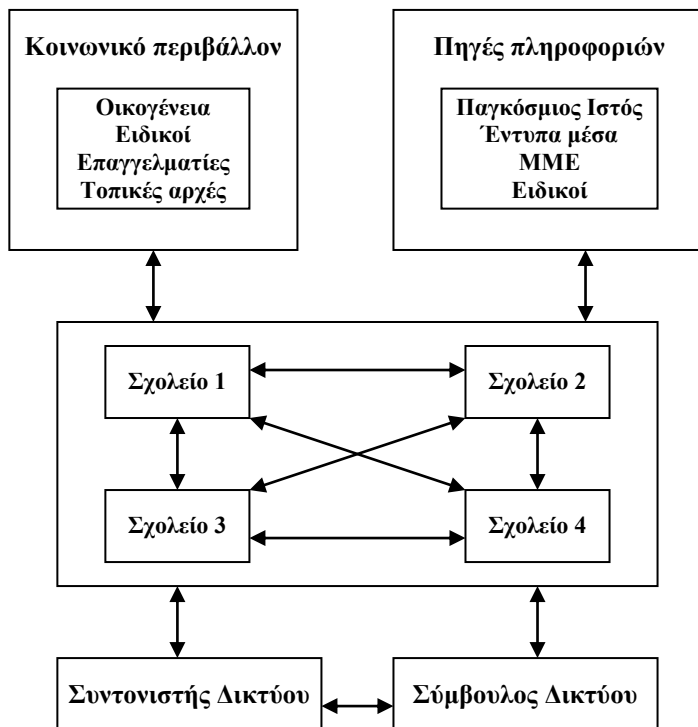 Κοινωνικό περιβάλλον
Οικογένεια
Ειδικοί
Επαγγελματίες
Τοπικές αρχές
Πηγές πληροφοριών
Παγκόσμιος Ιστός
Έντυπα μέσα
ΜΜΕ
Ειδικοί
Σχολείο 1
Σχολείο 2
Σχολείο 3
Σχολείο 4
Συντονιστής Δικτύου
Σύμβουλος Δικτύου